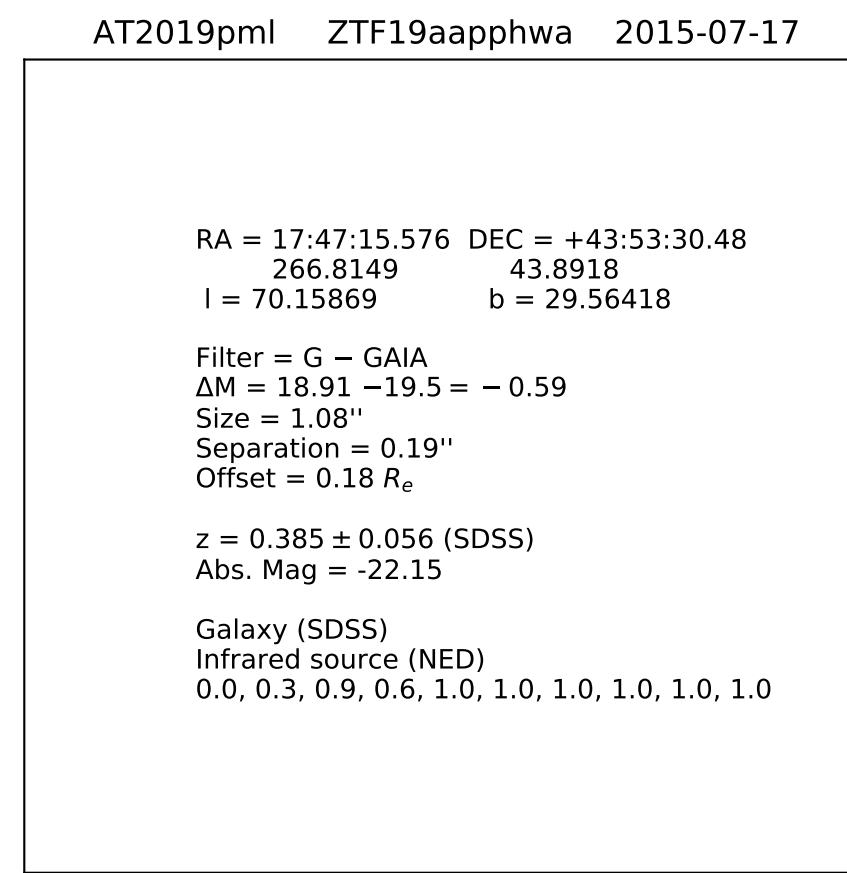 AT2019pml ZTF19aapphwa 2015-07-17
RA = 17:47:15.576 DEC = +43:53:30.48
266.8149 43.8918
l = 70.15869 b = 29.56418
Filter = G − GAIA
ΔM = 18.91 −19.5 = − 0.59
Size = 1.08''
Separation = 0.19''
Offset = 0.18 Rₑ
z = 0.385 ± 0.056 (SDSS)
Abs. Mag = -22.15
Galaxy (SDSS)
Infrared source (NED)
0.0, 0.3, 0.9, 0.6, 1.0, 1.0, 1.0, 1.0, 1.0, 1.0